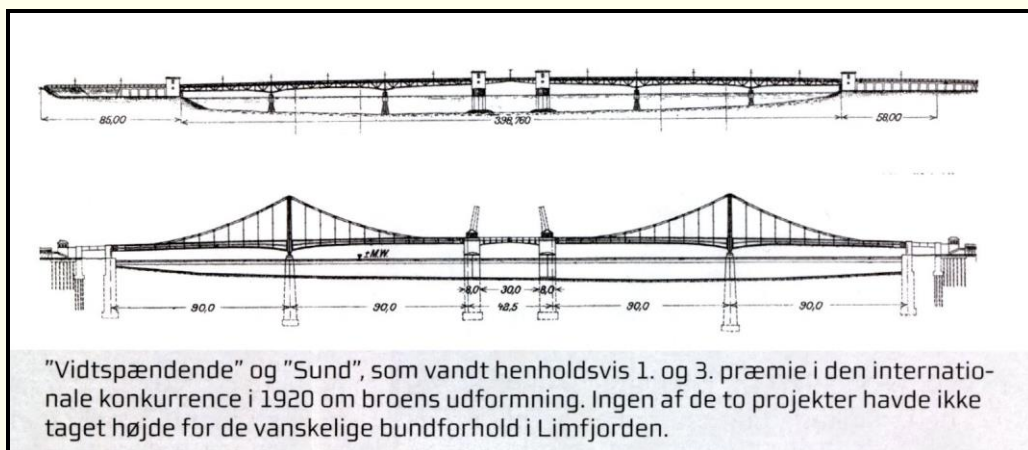 85,00
398,760
58,00
±MW.
8,0 30,0 8,0
90,0 90,0 48,5 90,0 90,0
"Vidtspændende" og "Sund", som vandt henholdsvis 1. og 3. præmie i den internatio-
nale konkurrence i 1920 om broens udformning. Ingen af de to projekter havde ikke
taget højde for de vanskelige bundforhold i Limfjorden.